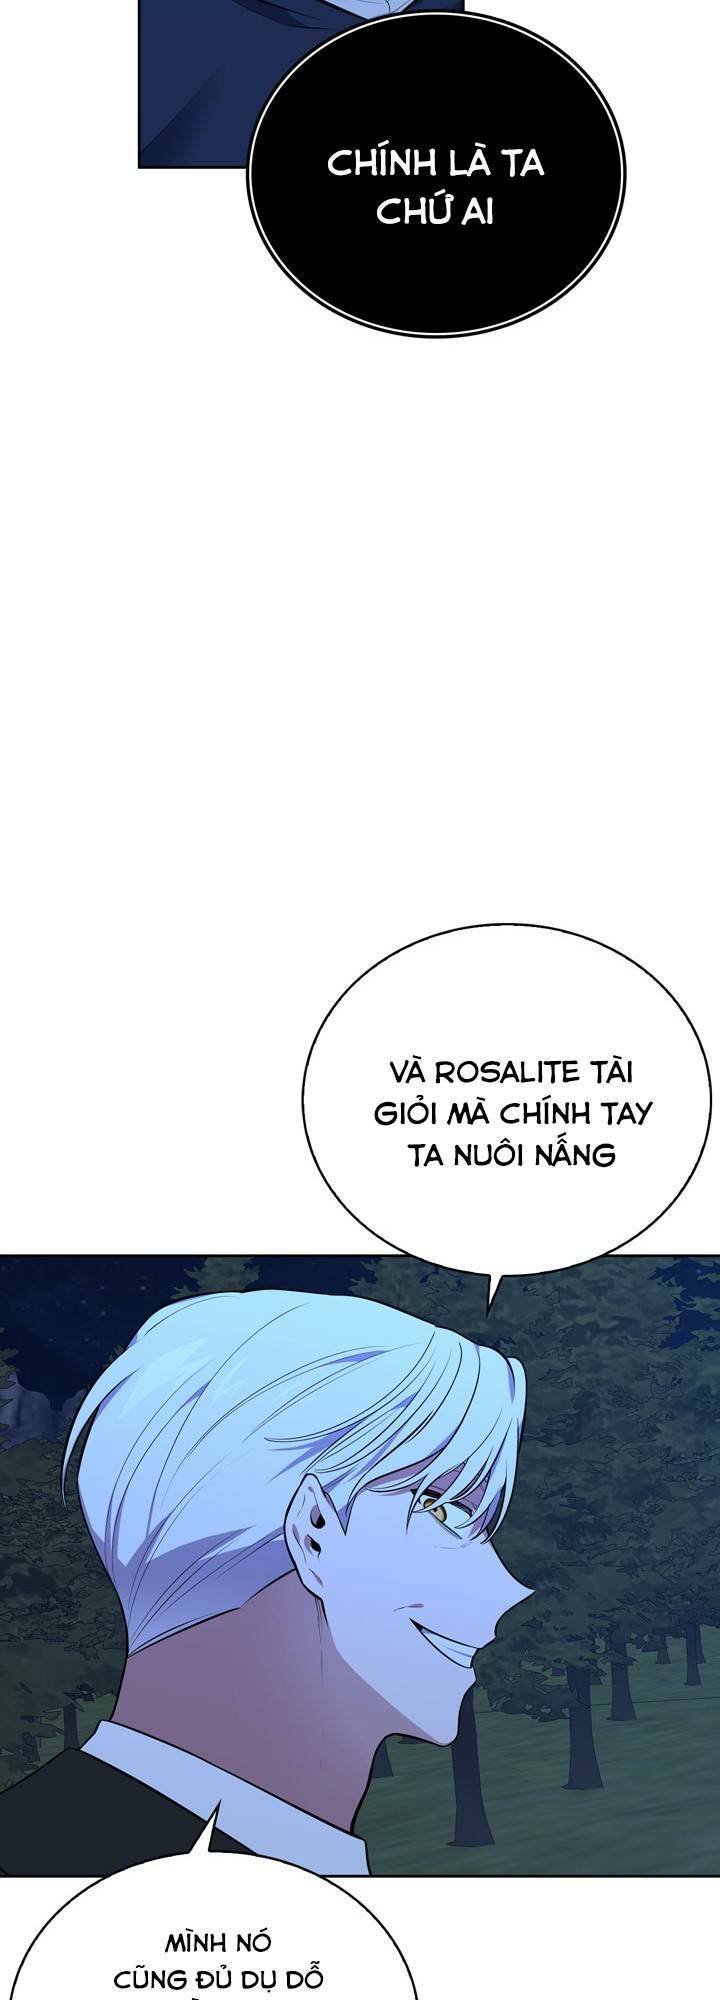 CHÍNH LÀ TA
CHỨ AI
VÀ ROSALITE TÀI
GIỎI MÀ CHÍNH TAY
TA NUÔI NẤNG
MÌNH NÓ
CŨNG ĐỦ DỤ DỖ